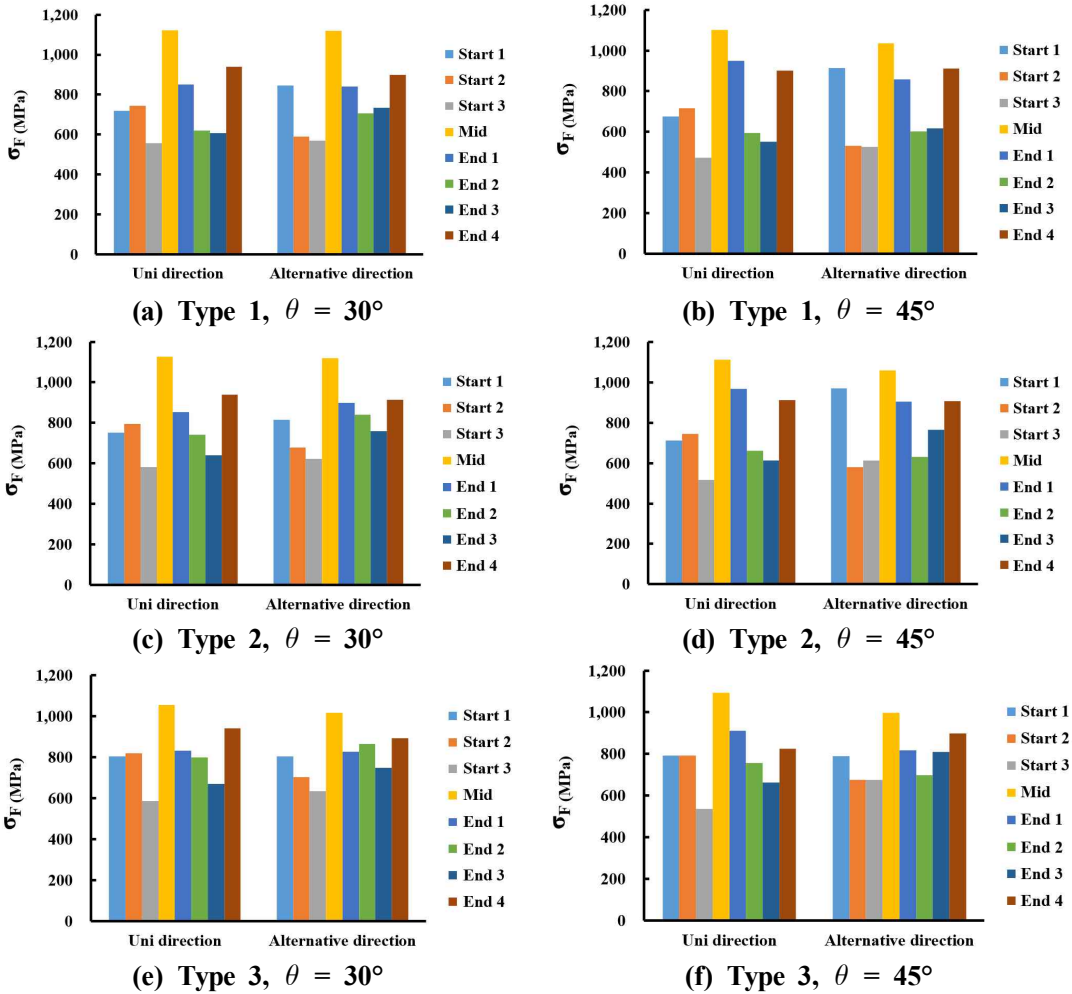 1,200
1,000
800
600
400
200
0
σF (MPa)
Uni direction
Alternative direction
Start 1
Start 2
Start 3
Mid
End 1
End 2
End 3
End 4
(a) Type 1, θ = 30°
1,200
1,000
800
600
400
200
0
σF (MPa)
Uni direction
Alternative direction
Start 1
Start 2
Start 3
Mid
End 1
End 2
End 3
End 4
(b) Type 1, θ = 45°
1,200
1,000
800
600
400
200
0
σF (MPa)
Uni direction
Alternative direction
Start 1
Start 2
Start 3
Mid
End 1
End 2
End 3
End 4
(c) Type 2, θ = 30°
1,200
1,000
800
600
400
200
0
σF (MPa)
Uni direction
Alternative direction
Start 1
Start 2
Start 3
Mid
End 1
End 2
End 3
End 4
(d) Type 2, θ = 45°
1,200
1,000
800
600
400
200
0
σF (MPa)
Uni direction
Alternative direction
Start 1
Start 2
Start 3
Mid
End 1
End 2
End 3
End 4
(e) Type 3, θ = 30°
1,200
1,000
800
600
400
200
0
σF (MPa)
Uni direction
Alternative direction
Start 1
Start 2
Start 3
Mid
End 1
End 2
End 3
End 4
(f) Type 3, θ = 45°